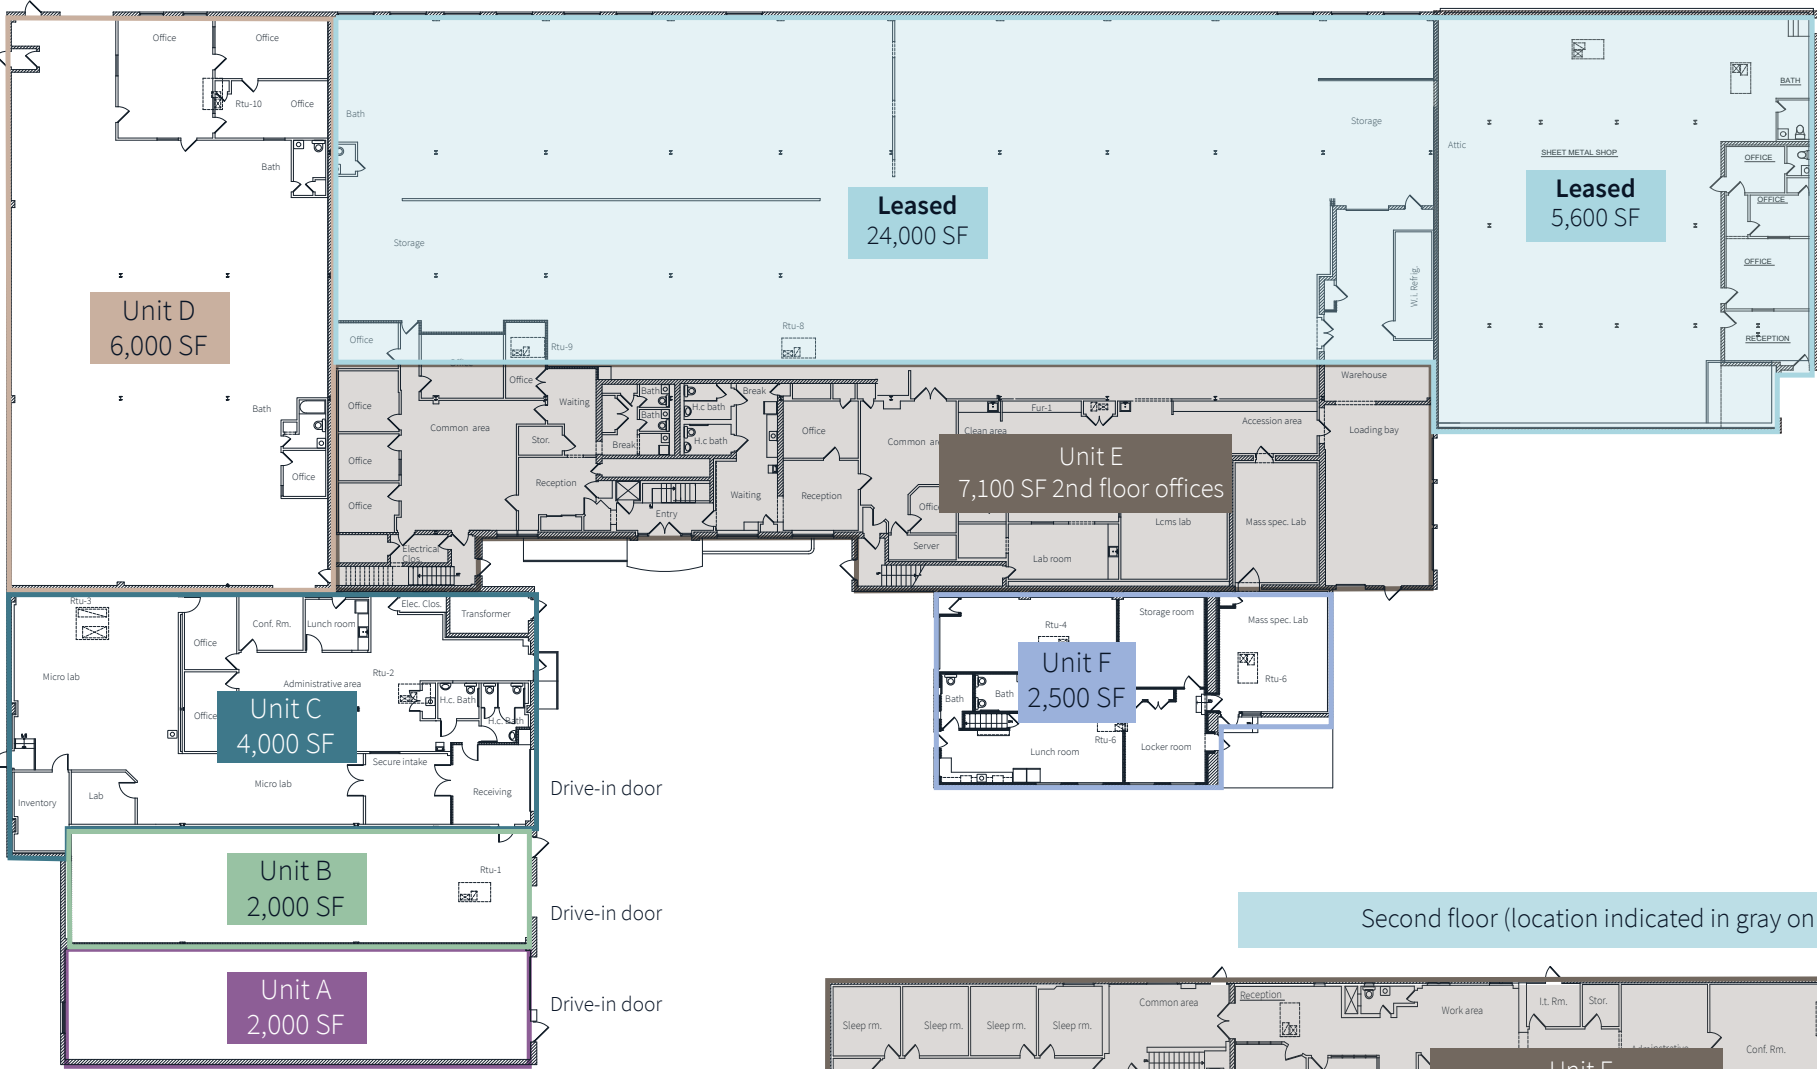 Office
Office
Rtu-10
Office
Bath
Bath
Storage
Attic
BATH
SHEET METAL SHOP
OFFICE
OFFICE
OFFICE
RECEPTION
Leased
24,000 SF
Leased
5,600 SF
Storage
W.i. Refrig.
Unit D
6,000 SF
Office
Rtu-9
Rtu-8
Bath
Office
Office
Office
Office
Common area
Office
Waiting
Stor.
Reception
Bath
Bath
Break
H.c bath
H.c bath
Break
Waiting
Entry
Electrical
Clos.
Office
Reception
Common
Office
Server
Clean area
Fur-1
Accession area
Warehouse
Loading bay
Unit E
7,100 SF 2nd floor offices
Lcms lab
Lab room
Mass spec. Lab
Rtu-3
Micro lab
Office
Conf. Rm.
Lunch room
Elec. Clos.
Transformer
Administrative area
Rtu-2
Office
H.c. Bath
H.c. Bath
Unit C
4,000 SF
Micro lab
Secure intake
Receiving
Inventory
Lab
Drive-in door
Rtu-4
Storage room
Mass spec. Lab
Rtu-6
Unit F
2,500 SF
Bath
Bath
Lunch room
Rtu-6
Locker room
Unit B
2,000 SF
Rtu-1
Drive-in door
Unit A
2,000 SF
Drive-in door
Second floor (location indicated in gray on
Sleep rm.
Sleep rm.
Sleep rm.
Sleep rm.
Common area
Reception
Work area
I.t. Rm.
Stor.
Conf. Rm.